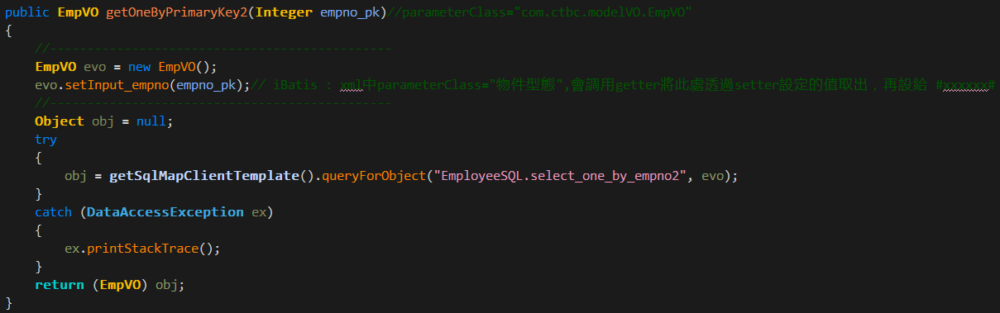 public EmpVO getOneByPrimaryKey2(Integer empno_pk)//parameterClass="com.ctbc.modelVO.EmpVO"
{
    //----------------------------------------------
    EmpVO evo = new EmpVO();
    evo.setInput_empno(empno_pk);// iBatis : xml中parameterClass="物件型態",會調用getter將此處透過setter設定的值取出，再設給 #xxxxxx#
    //----------------------------------------------
    Object obj = null;
    try
    {
        obj = getSqlMapClientTemplate().queryForObject("EmployeeSQL.select_one_by_empno2", evo);
    }
    catch (DataAccessException ex)
    {
        ex.printStackTrace();
    }
    return (EmpVO) obj;
}